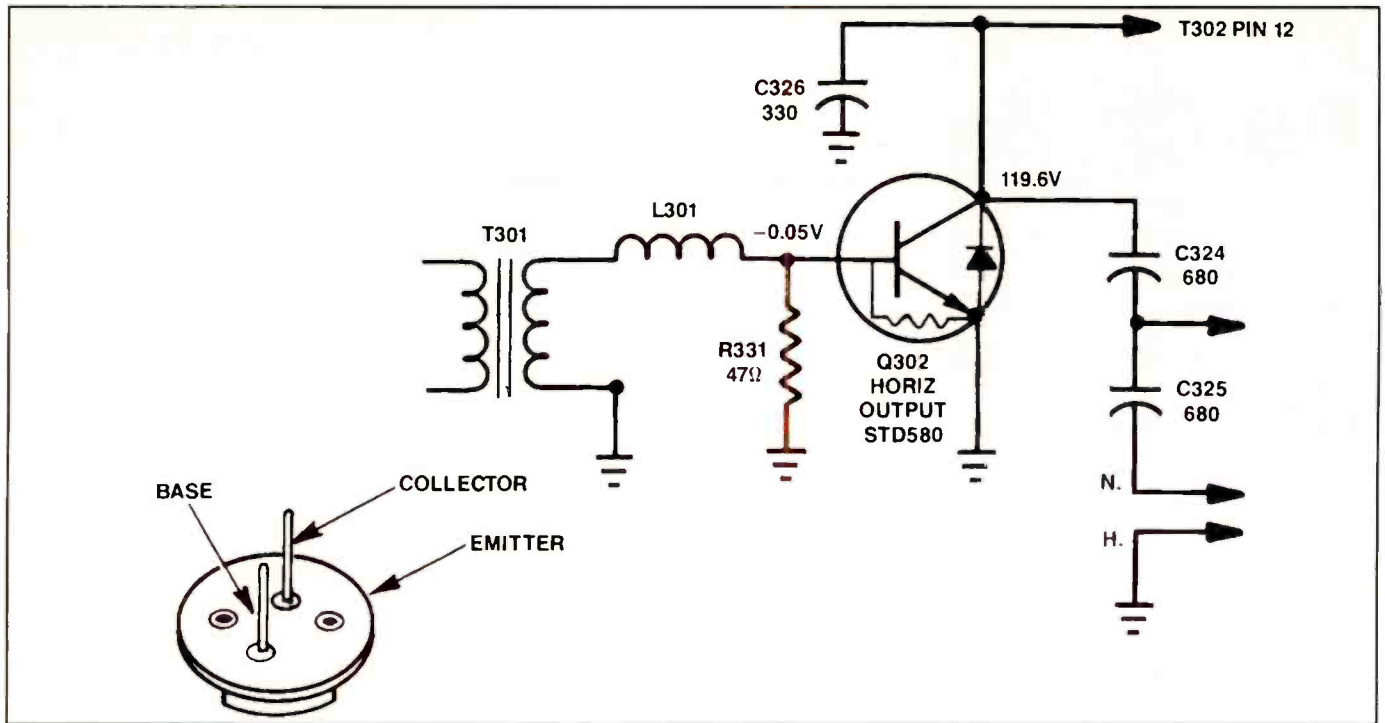 T302 PIN 12
C326
330
119.6V
L301
-0.05V
T301
C324
680
R331
47Ω
Q302
HORIZ
OUTPUT
STD580
C325
680
N.
H.
BASE
COLLECTOR
EMITTER